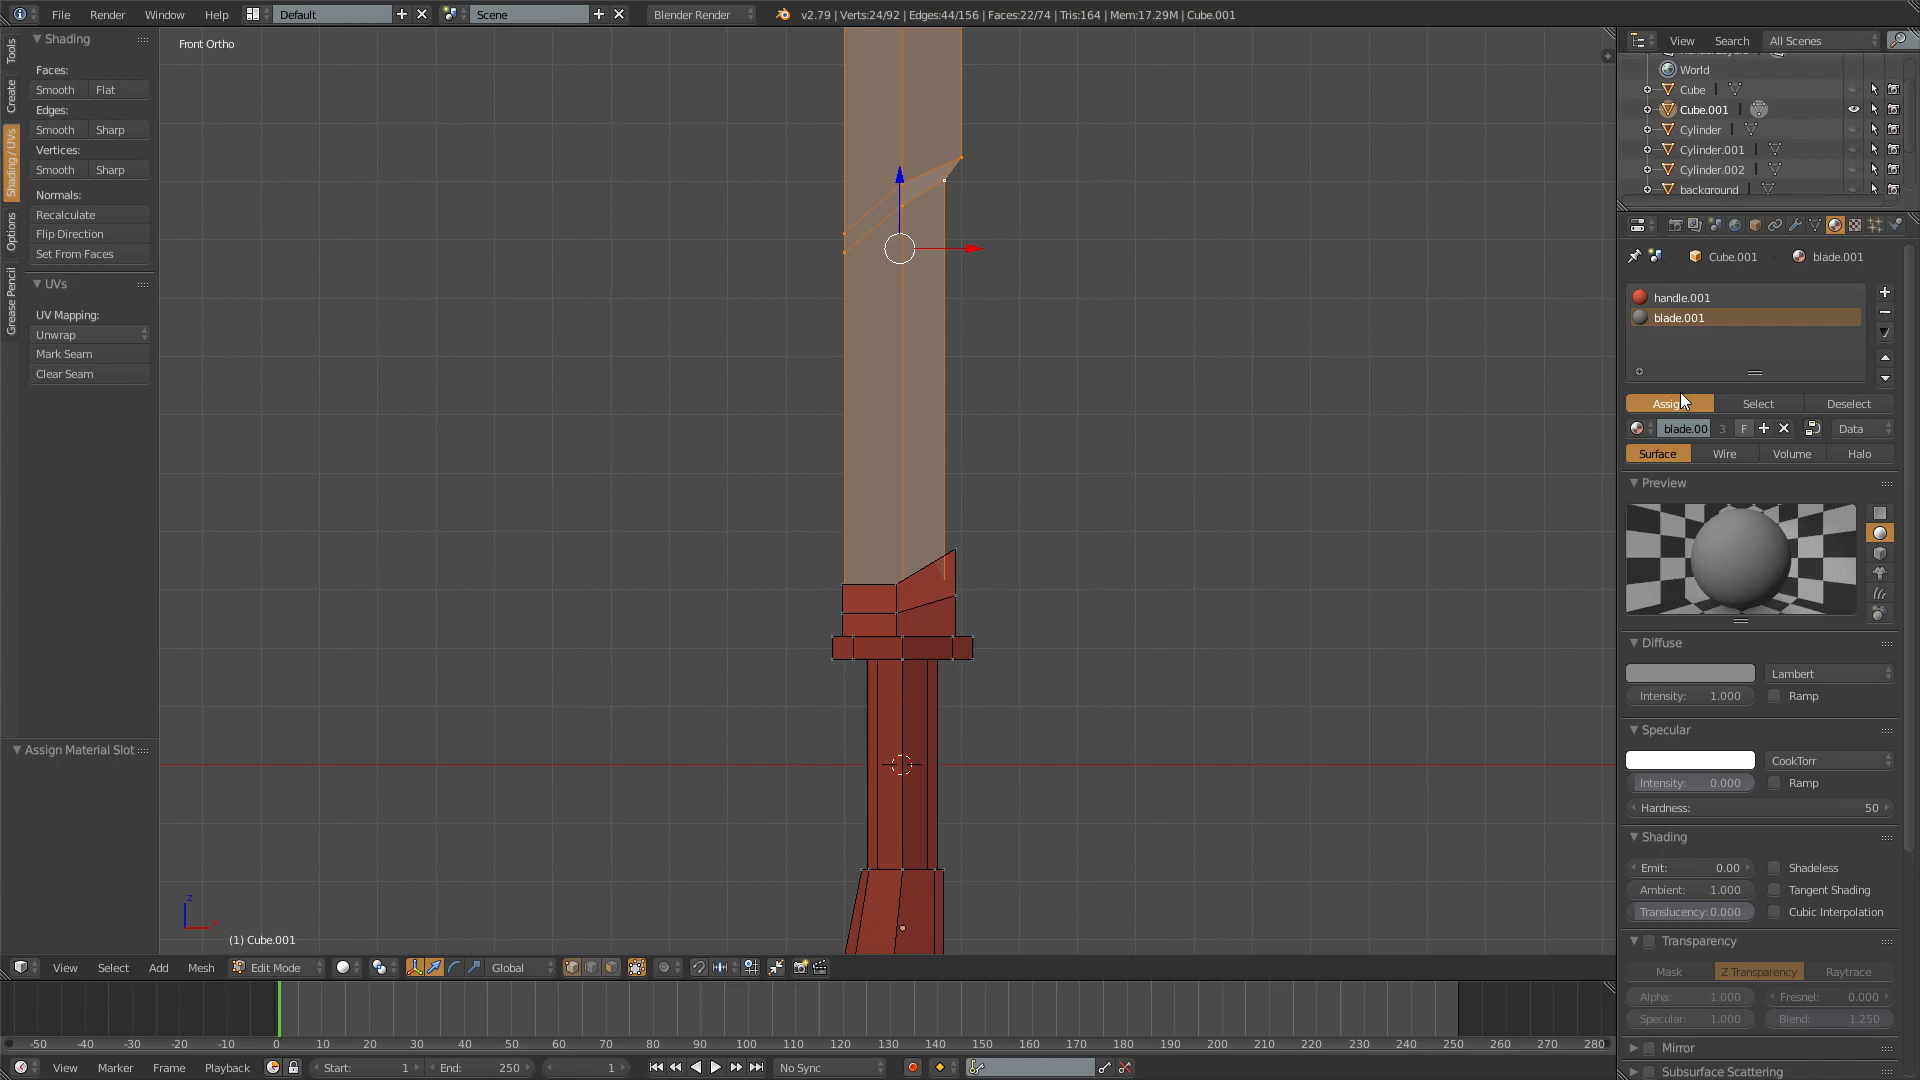 File Render Window Help Default Scene Blender Render v2.79 | Verts:24/92 | Edges:44/156 | Faces:22/74 | Tris:164 | Mem:17.29M | Cube.001
Tools
Create
Shading / UVs
Options
Grease Pencil
Shading
Faces:
Smooth Flat
Edges:
Smooth Sharp
Vertices:
Smooth Sharp
Normals:
Recalculate
Flip Direction
Set From Faces
UVs
UV Mapping:
Unwrap
Mark Seam
Clear Seam
Assign Material Slot
Front Ortho
z
x
(1) Cube.001
View Select Add Mesh Edit Mode Global
-50 -40 -30 -20 -10 0 10 20 30 40 50 60 70 80 90 100 110 120 130 140 150 160 170 180 190 200 210 220 230 240 250 260 270 280
View Marker Frame Playback Start: 1 End: 250 1 No Sync
View Search All Scenes
World
Cube
Cube.001
Cylinder
Cylinder.001
Cylinder.002
background
Cube.001 blade.001
handle.001
blade.001
Assig Select Deselect
blade.00 3 F Data
Surface Wire Volume Halo
Preview
Diffuse
Lambert
Intensity: 1.000 Ramp
Specular
CookTorr
Intensity: 0.000 Ramp
Hardness: 50
Shading
Emit: 0.00 Shadeless
Ambient: 1.000 Tangent Shading
Translucency: 0.000 Cubic Interpolation
Transparency
Mask Z Transparency Raytrace
Alpha: 1.000 Fresnel: 0.000
Specular: 1.000 Blend: 1.250
Mirror
Subsurface Scattering